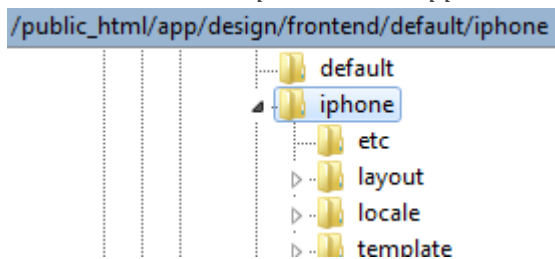 /public_html/app/design/frontend/default/iphone
default
iphone
etc
layout
locale
template